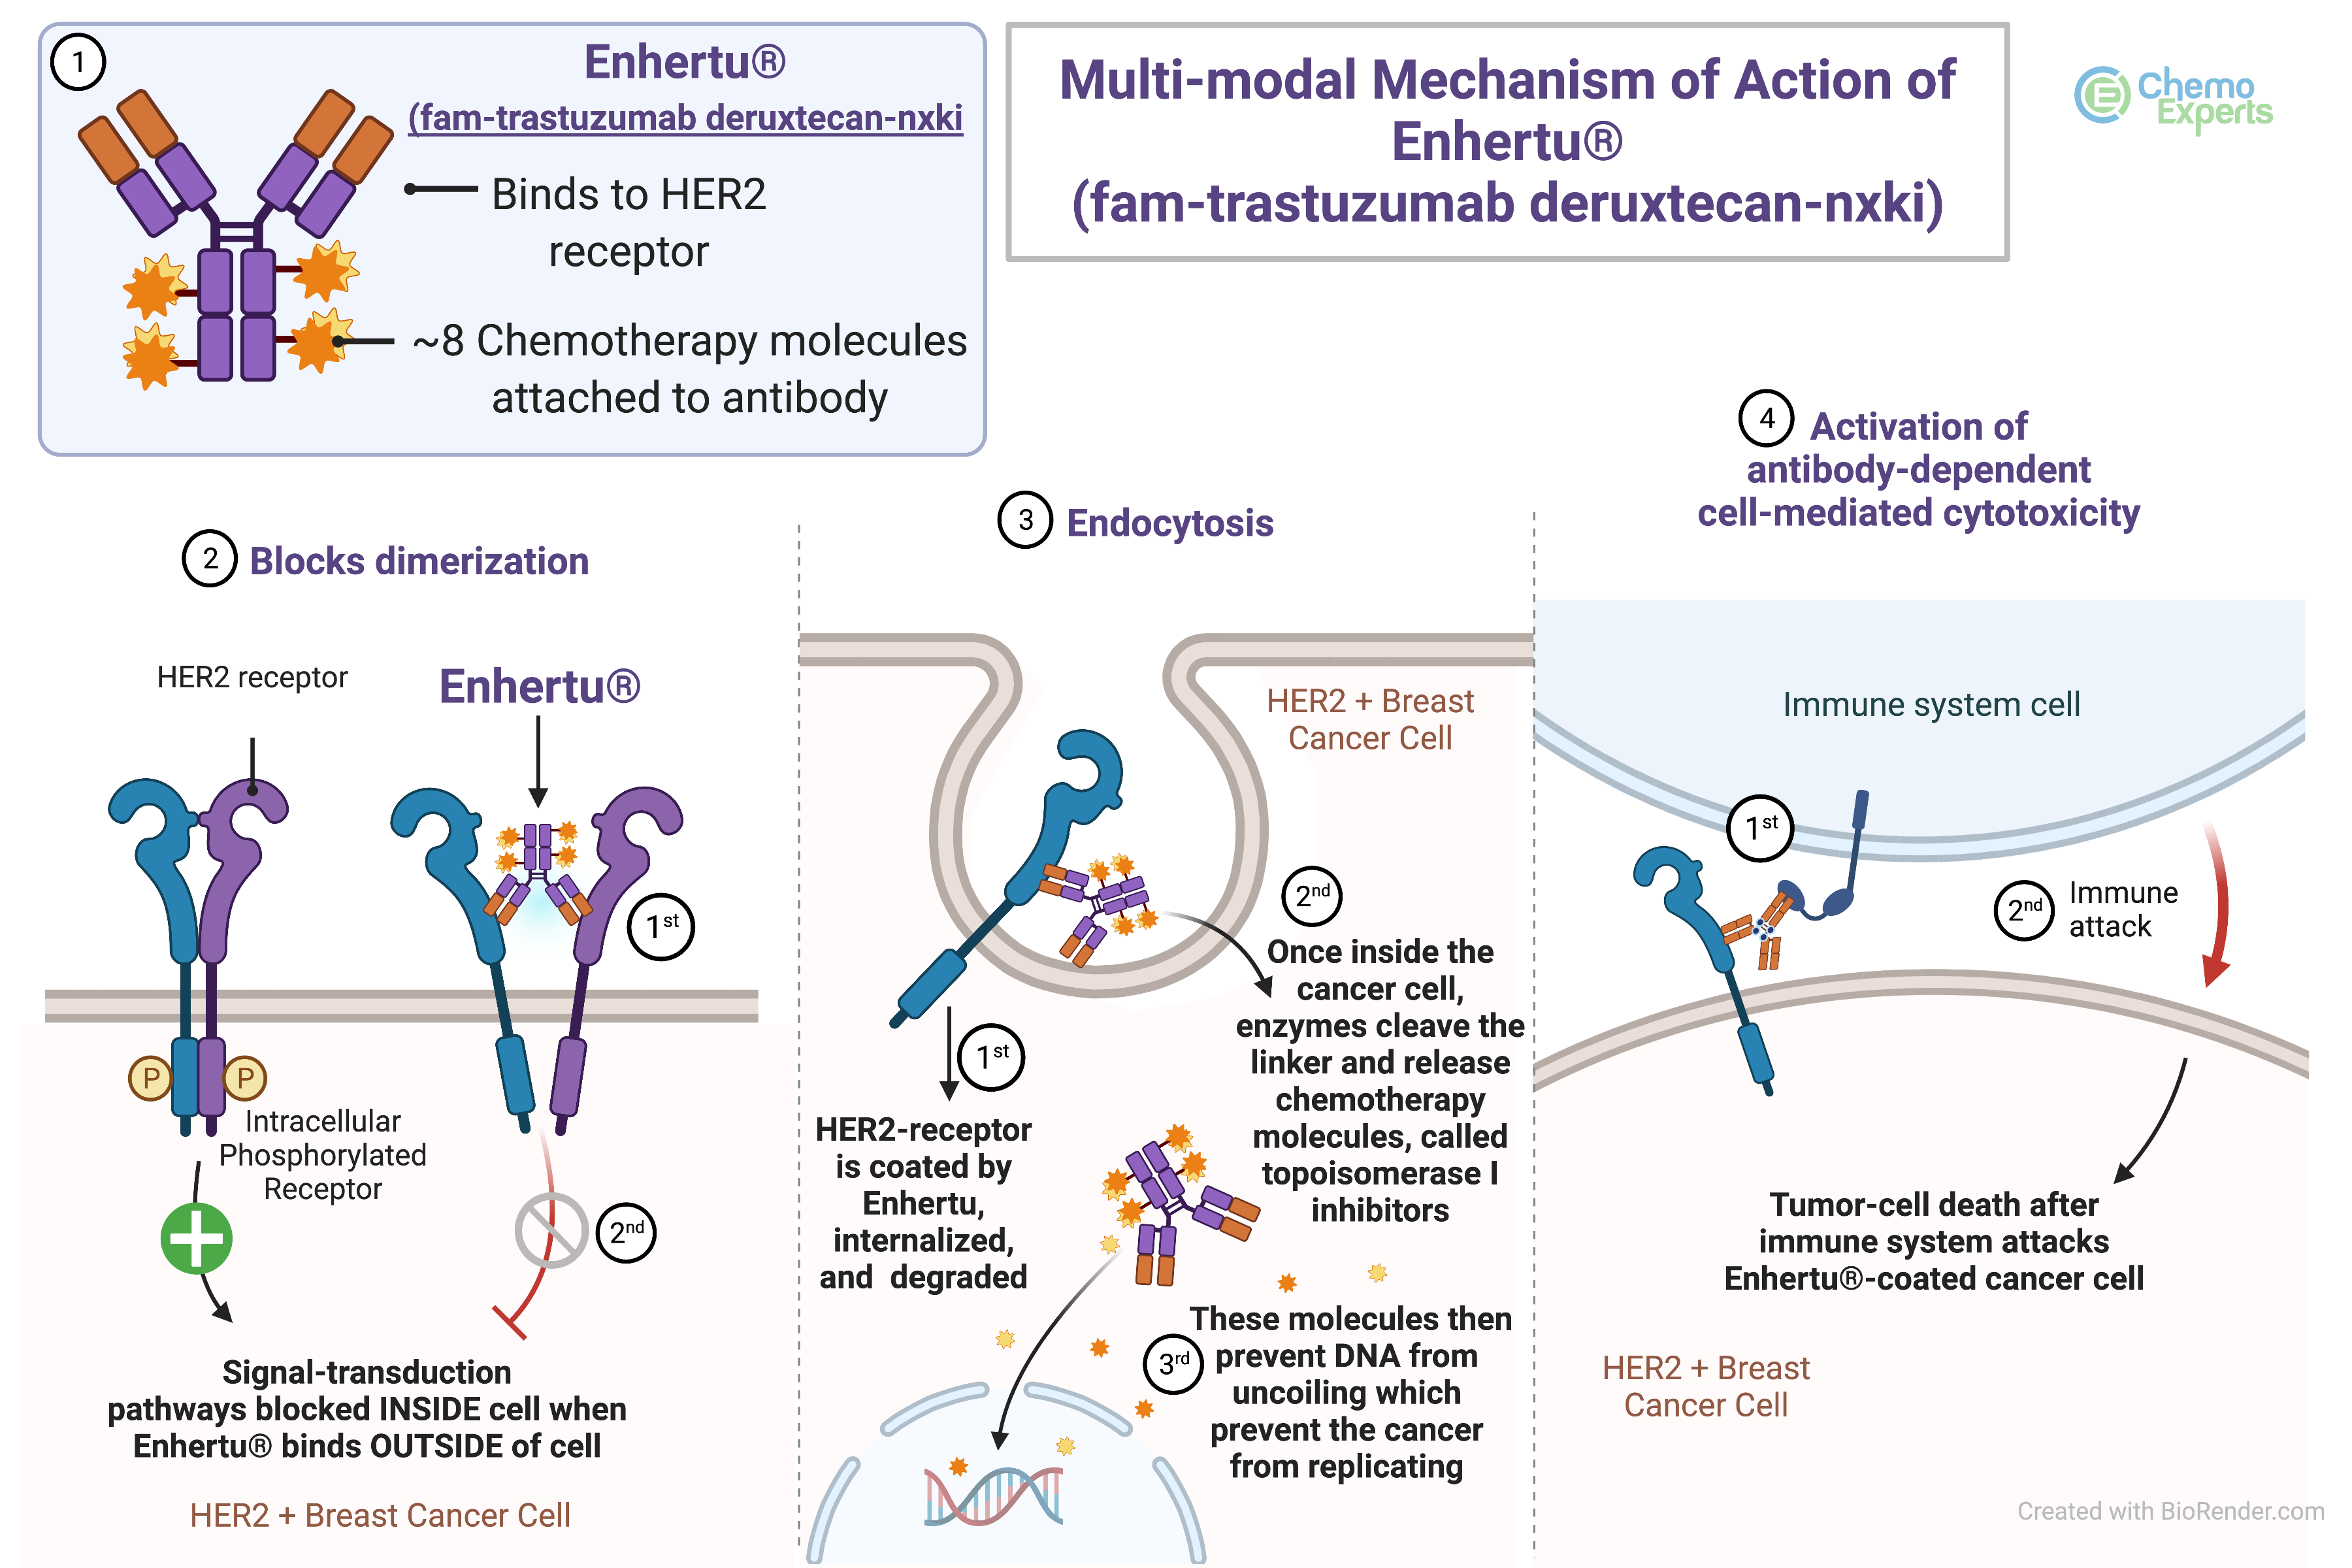 1
Enhertu®
(fam-trastuzumab deruxtecan-nxki
Binds to HER2
receptor
~8 Chemotherapy molecules
attached to antibody
Multi-modal Mechanism of Action of
Enhertu®
(fam-trastuzumab deruxtecan-nxki)
Chemo
Experts
2 Blocks dimerization
HER2 receptor
Enhertu®
1st
P
P
Intracellular
Phosphorylated
Receptor
2nd
Signal-transduction
pathways blocked INSIDE cell when
Enhertu® binds OUTSIDE of cell
HER2 + Breast Cancer Cell
3 Endocytosis
HER2 + Breast
Cancer Cell
1st
HER2-receptor
is coated by
Enhertu,
internalized,
and degraded
2nd
Once inside the
cancer cell,
enzymes cleave the
linker and release
chemotherapy
molecules, called
topoisomerase I
inhibitors
3rd
These molecules then
prevent DNA from
uncoiling which
prevent the cancer
from replicating
4 Activation of
antibody-dependent
cell-mediated cytotoxicity
Immune system cell
1st
2nd
Immune
attack
Tumor-cell death after
immune system attacks
Enhertu®-coated cancer cell
HER2 + Breast
Cancer Cell
Created with BioRender.com